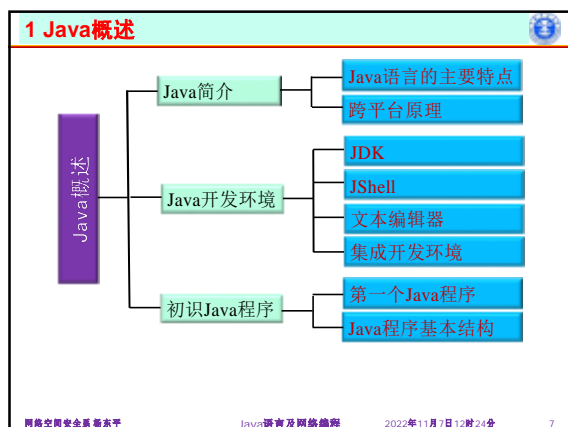 1 Java概述
Java概述
Java简介
Java语言的主要特点
跨平台原理
Java开发环境
JDK
JShell
文本编辑器
集成开发环境
初识Java程序
第一个Java程序
Java程序基本结构
网络空间安全系杨东平
Java语言及网络编程
2022年11月7日12时24分
7